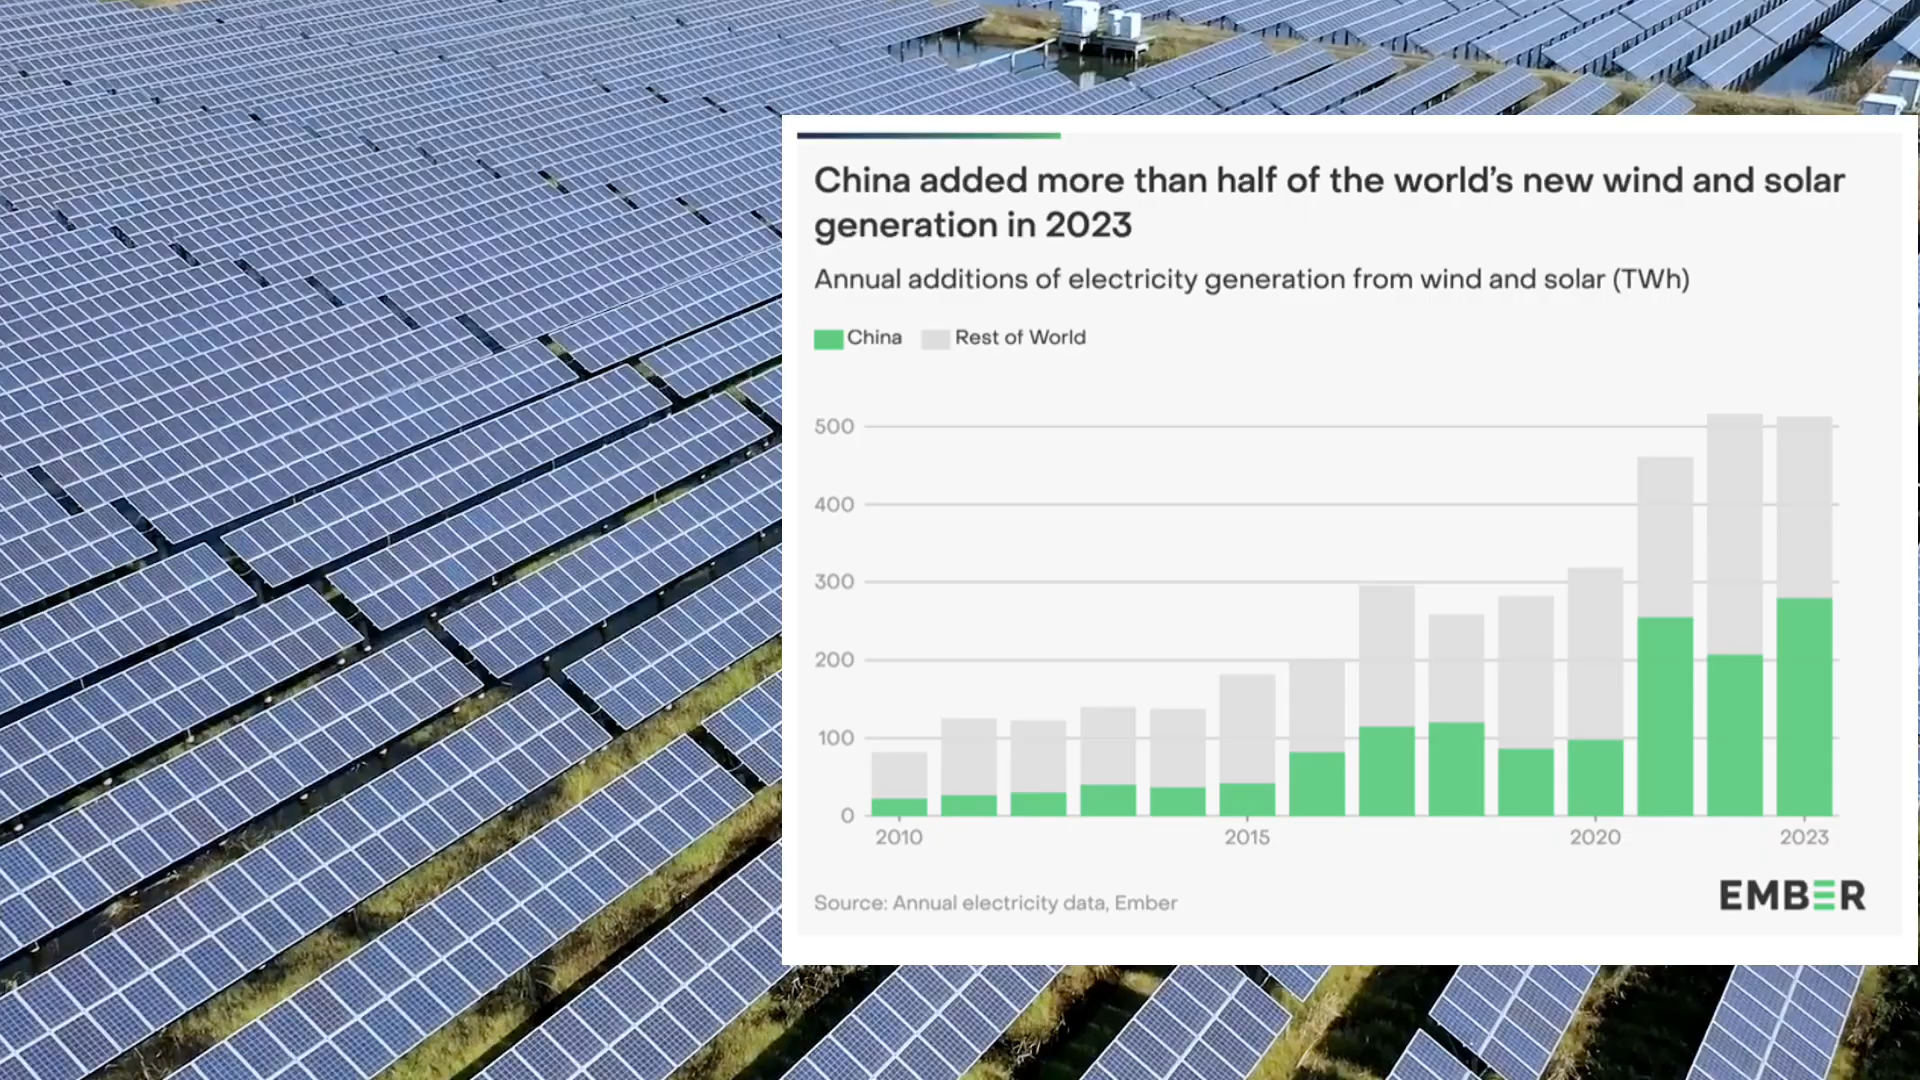 China added more than half of the world's new wind and solar
generation in 2023
Annual additions of electricity generation from wind and solar (TWh)
China Rest of World
500
400
300
200
100
0
2010 2015 2020 2023
Source: Annual electricity data, Ember
EMBER